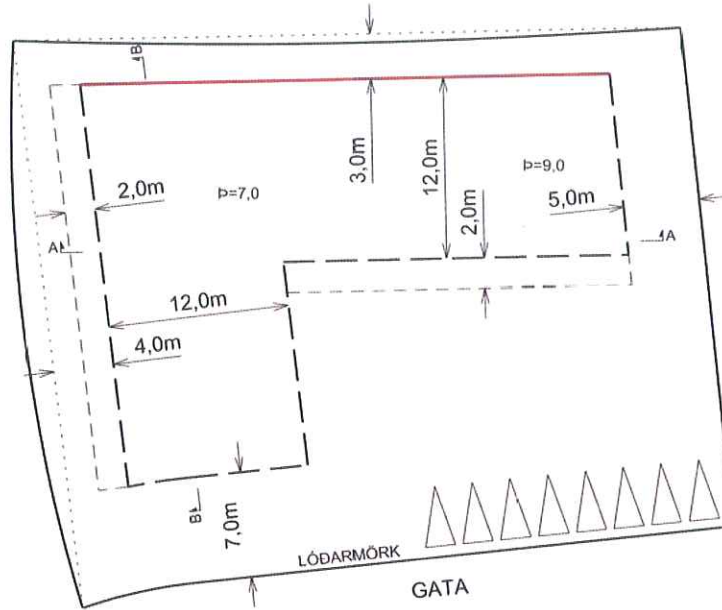 B
3,0m
12,0m
2,0m
Þ=7,0
Þ=9,0
2,0m
5,0m
A
A
12,0m
4,0m
B
7,0m
LÓÐARMÖRK
GATA